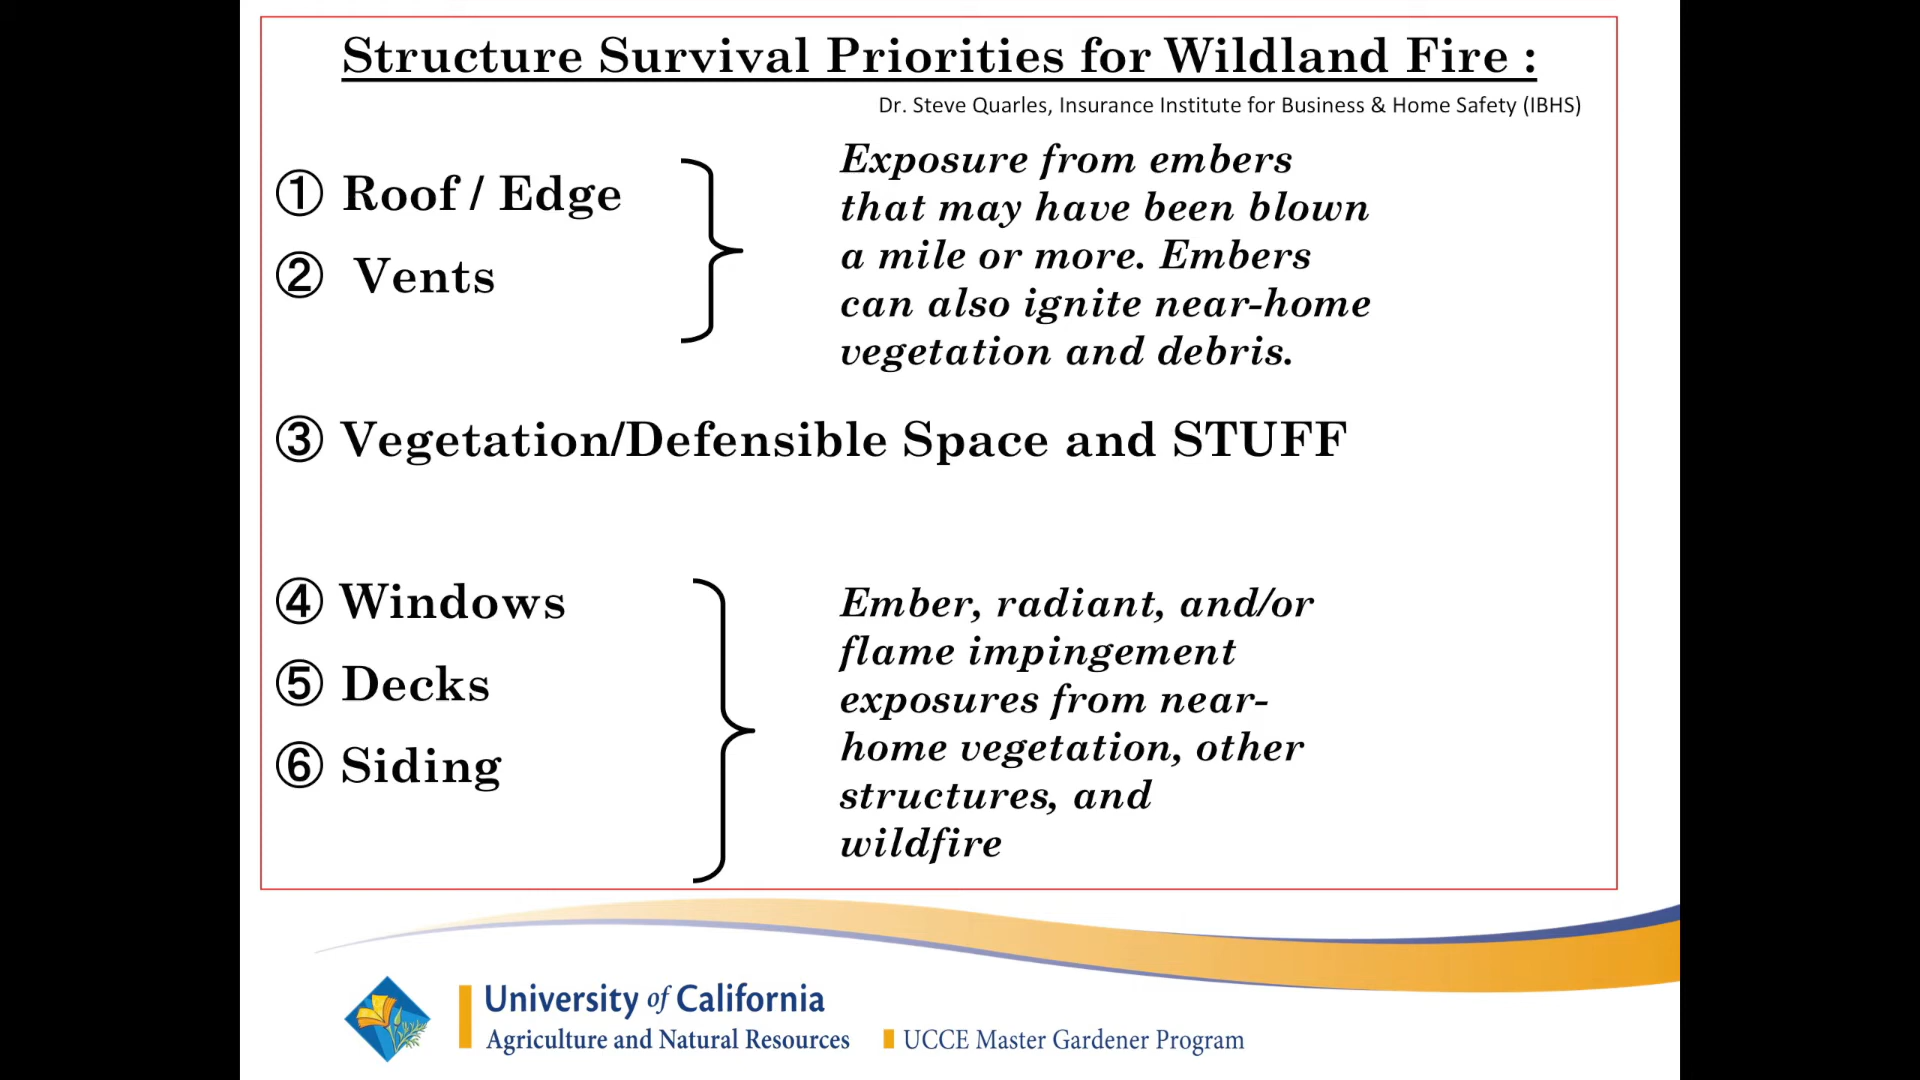 Structure Survival Priorities for Wildland Fire :
Dr. Steve Quarles, Insurance Institute for Business & Home Safety (IBHS)
① Roof / Edge
② Vents
Exposure from embers
that may have been blown
a mile or more. Embers
can also ignite near-home
vegetation and debris.
③ Vegetation/Defensible Space and STUFF
④ Windows
⑤ Decks
⑥ Siding
Ember, radiant, and/or
flame impingement
exposures from near-
home vegetation, other
structures, and
wildfire
University of California
Agriculture and Natural Resources
UCCE Master Gardener Program